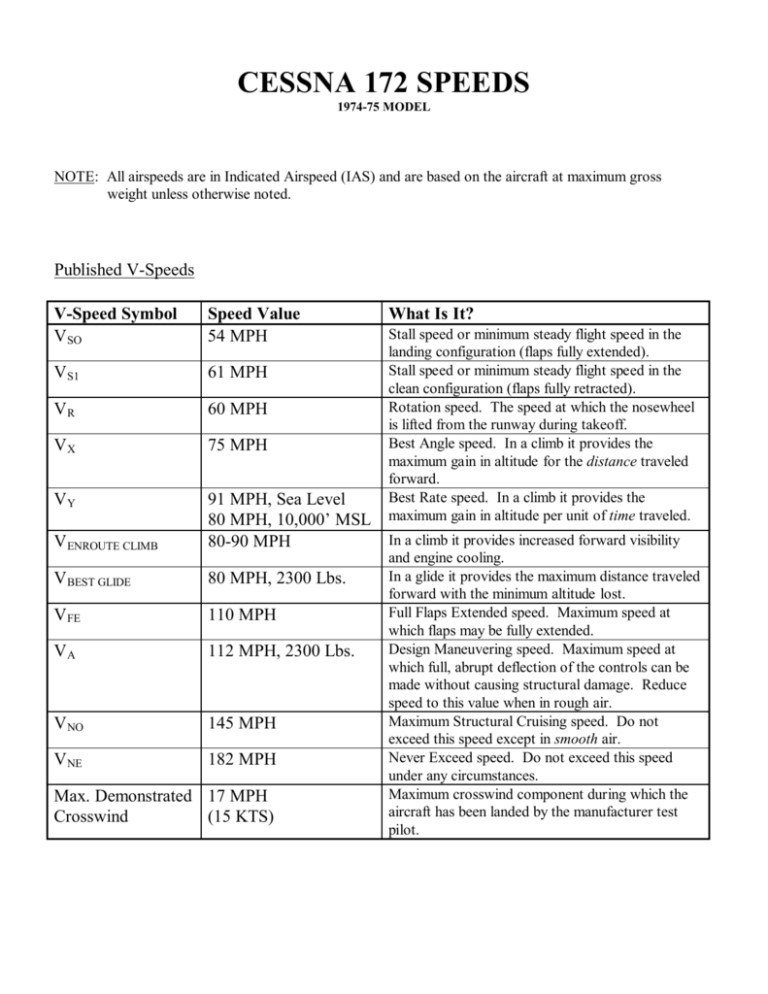 CESSNA 172 SPEEDS
1974-75 MODEL
NOTE: All airspeeds are in Indicated Airspeed (IAS) and are based on the aircraft at maximum gross
weight unless otherwise noted.
Published V-Speeds
V-Speed Symbol Speed Value What Is It?
VSO 54 MPH Stall speed or minimum steady flight speed in the
landing configuration (flaps fully extended).
VS1 61 MPH Stall speed or minimum steady flight speed in the
clean configuration (flaps fully retracted).
VR 60 MPH Rotation speed. The speed at which the nosewheel
is lifted from the runway during takeoff.
VX 75 MPH Best Angle speed. In a climb it provides the
maximum gain in altitude for the distance traveled
forward.
VY 91 MPH, Sea Level Best Rate speed. In a climb it provides the
80 MPH, 10,000’ MSL maximum gain in altitude per unit of time traveled.
VENROUTE CLIMB 80-90 MPH In a climb it provides increased forward visibility
and engine cooling.
VBEST GLIDE 80 MPH, 2300 Lbs. In a glide it provides the maximum distance traveled
forward with the minimum altitude lost.
VFE 110 MPH Full Flaps Extended speed. Maximum speed at
which flaps may be fully extended.
VA 112 MPH, 2300 Lbs. Design Maneuvering speed. Maximum speed at
which full, abrupt deflection of the controls can be
made without causing structural damage. Reduce
speed to this value when in rough air.
VNO 145 MPH Maximum Structural Cruising speed. Do not
exceed this speed except in smooth air.
VNE 182 MPH Never Exceed speed. Do not exceed this speed
under any circumstances.
Max. Demonstrated 17 MPH Maximum crosswind component during which the
Crosswind (15 KTS) aircraft has been landed by the manufacturer test
pilot.